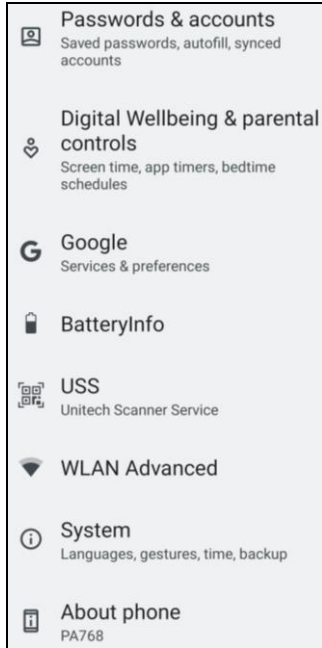 Passwords & accounts
Saved passwords, autofill, synced
accounts
Digital Wellbeing & parental
controls
Screen time, app timers, bedtime
schedules
Google
Services & preferences
BatteryInfo
USS
Unitech Scanner Service
WLAN Advanced
System
Languages, gestures, time, backup
About phone
PA768